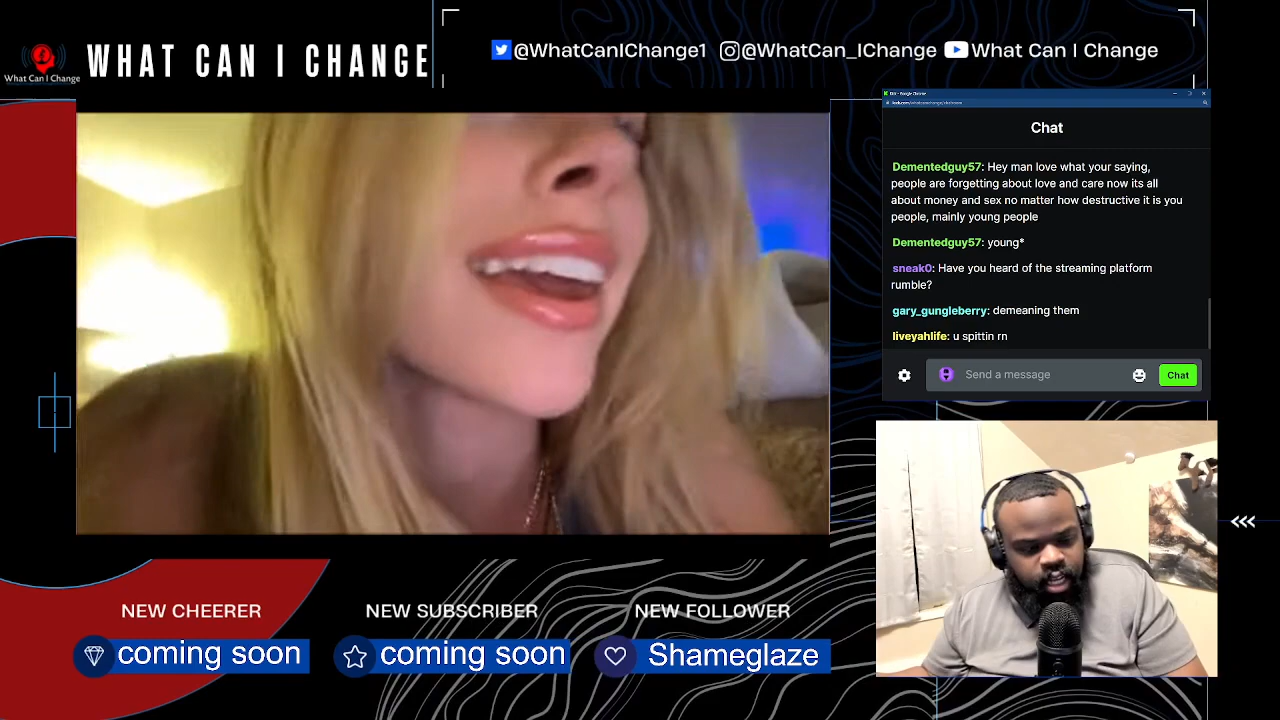 What Can I Change
WHAT CAN I CHANGE
@WhatCanIChange1 @WhatCan_IChange What Can I Change
Chat
Dementedguy57: Hey man love what your saying,
people are forgetting about love and care now its all
about money and sex no matter how destructive it is you
people, mainly young people
Dementedguy57: young*
sneak0: Have you heard of the streaming platform
rumble?
gary_gungleberry: demeaning them
liveyahlife: u spittin rn
Send a message
Chat
NEW CHEERER
NEW SUBSCRIBER
NEW FOLLOWER
coming soon
coming soon
Shameglaze